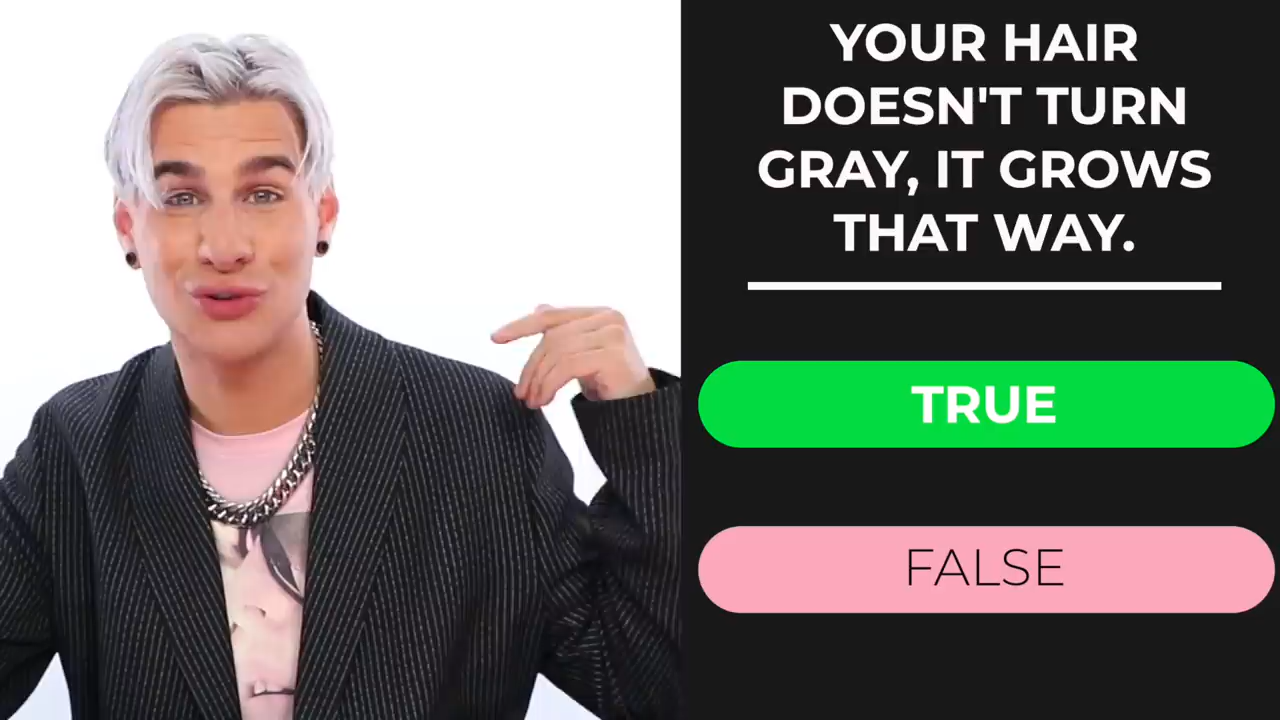 YOUR HAIR
DOESN'T TURN
GRAY, IT GROWS
THAT WAY.
TRUE
FALSE